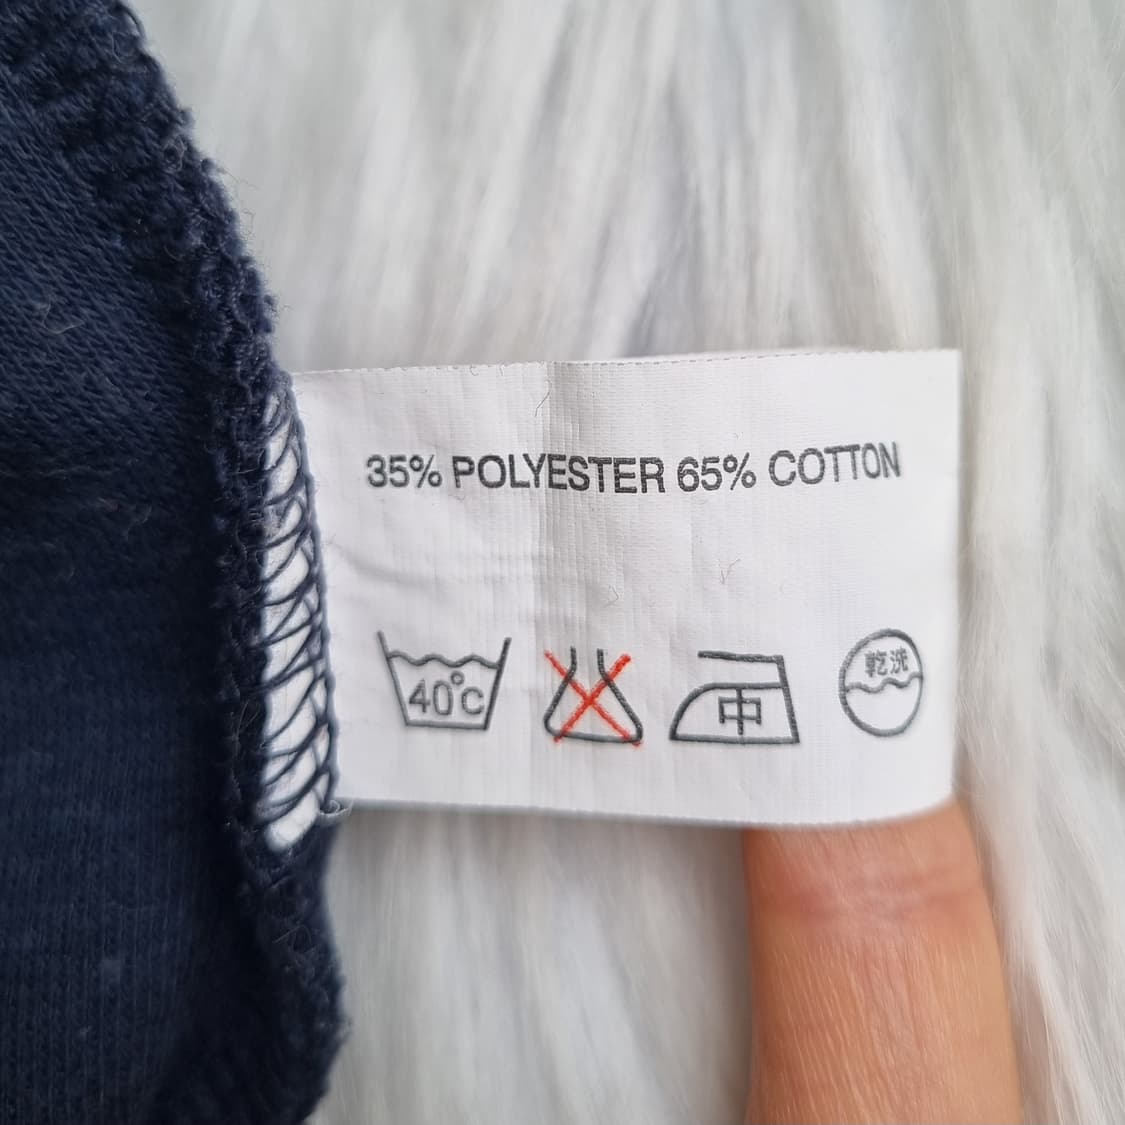 35% POLYESTER 65% COTTON
40°C 中 乾洗